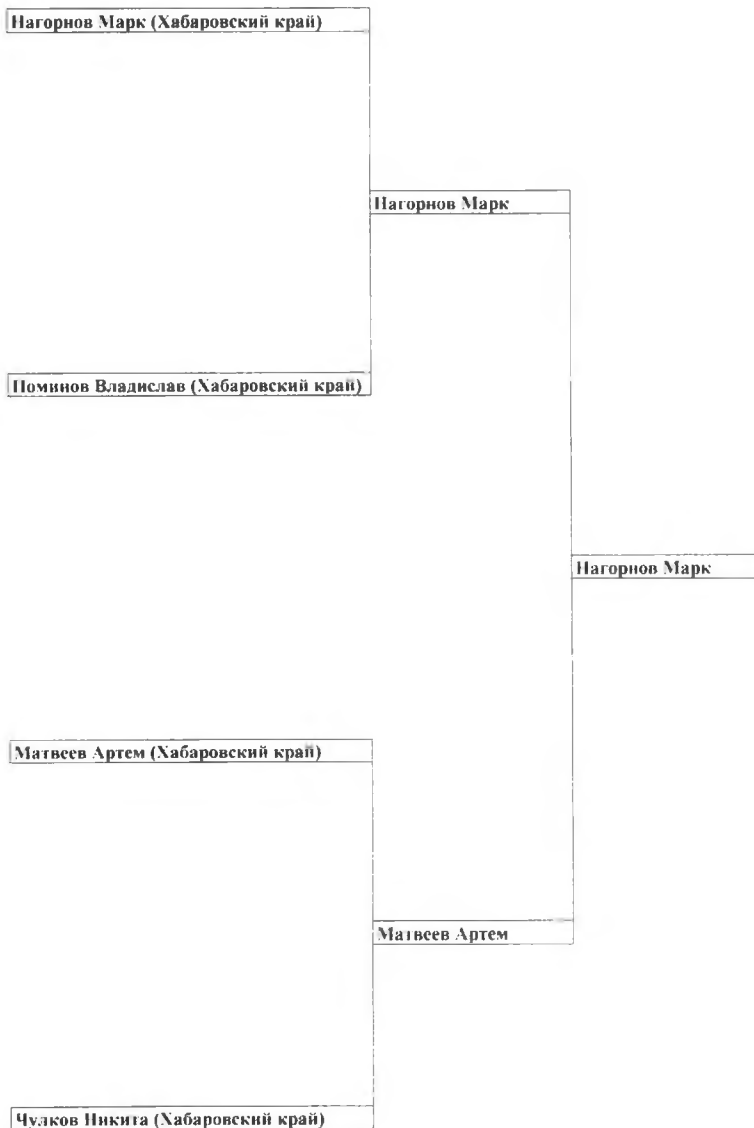 Нагорнов Марк (Хабаровский край)
Нагорнов Марк
Поминов Владислав (Хабаровский край)
Нагорнов Марк
Матвеев Артем (Хабаровский край)
Матвеев Артем
Чулков Никита (Хабаровский край)